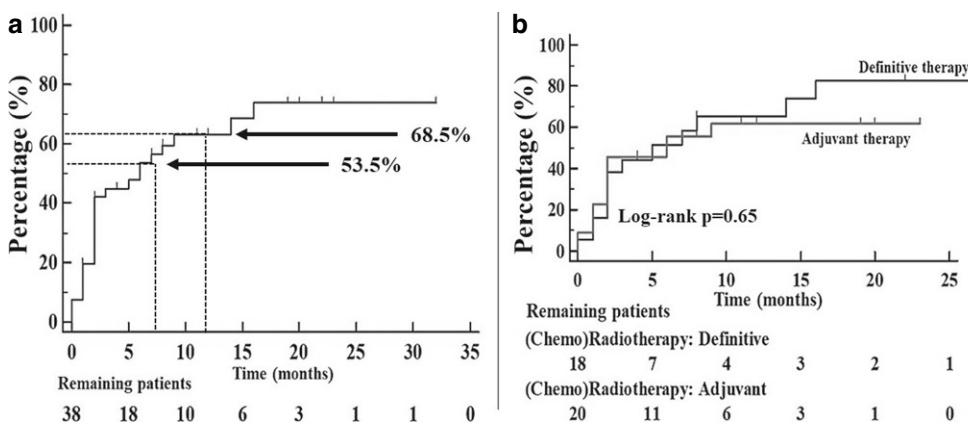 a
Percentage (%)
100
80
60
40
20
0
68.5%
53.5%
0 5 10 15 20 25 30 35
Time (months)
Remaining patients
38 18 10 6 3 1 1 0
b
Percentage (%)
100
80
60
40
20
0
Definitive therapy
Adjuvant therapy
Log-rank p=0.65
0 5 10 15 20 25
Time (months)
Remaining patients
(Chemo)Radiotherapy: Definitive
18 7 4 3 2 1
(Chemo)Radiotherapy: Adjuvant
20 11 6 3 1 0